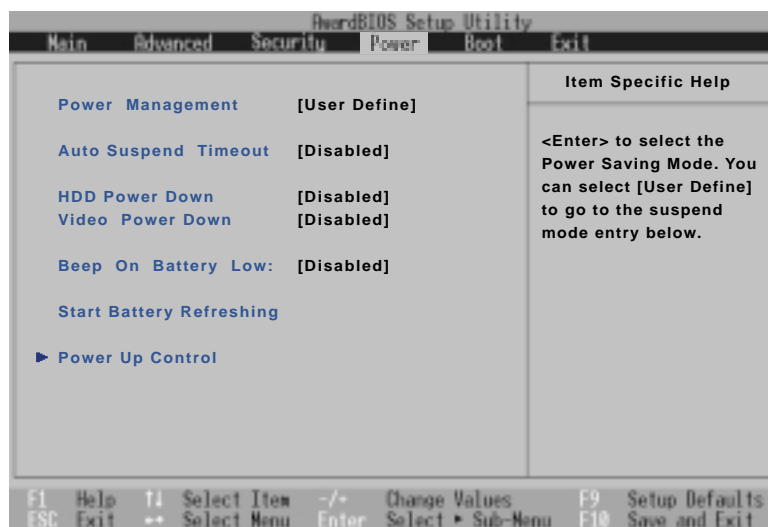 AwardBIOS Setup Utility
Main Advanced Security Power Boot Exit
Power Management [User Define]
Auto Suspend Timeout [Disabled]
HDD Power Down [Disabled]
Video Power Down [Disabled]
Beep On Battery Low: [Disabled]
Start Battery Refreshing
Power Up Control
Item Specific Help
<Enter> to select the
Power Saving Mode. You
can select [User Define]
to go to the suspend
mode entry below.
F1 Help ↑↓ Select Item -/+ Change Values F9 Setup Defaults
ESC Exit ←→ Select Menu Enter Select ► Sub-Menu F10 Save and Exit